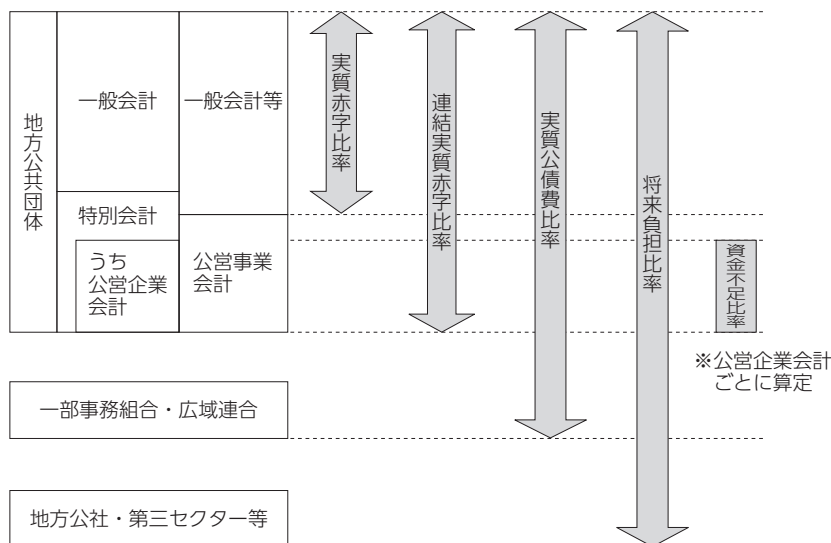 地方公共団体
一般会計
一般会計等
特別会計
うち
公営企業
会計
公営事業
会計
実質赤字比率
連結実質赤字比率
実質公債費比率
将来負担比率
資金不足比率
※公営企業会計
ごとに算定
一部事務組合・広域連合
地方公社・第三セクター等